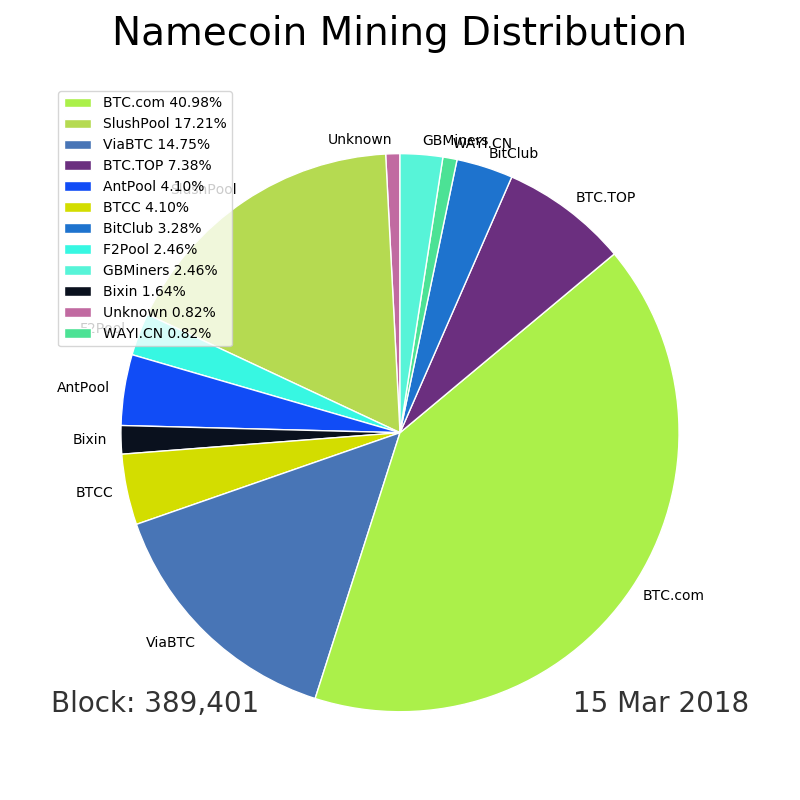 Namecoin Mining Distribution
BTC.com 40.98%
SlushPool 17.21%
ViaBTC 14.75%
BTC.TOP 7.38%
AntPool 4.10%
BTCC 4.10%
BitClub 3.28%
F2Pool 2.46%
GBMiners 2.46%
Bixin 1.64%
Unknown 0.82%
WAYI.CN 0.82%
Unknown
GBMiners
WAYI.CN
BitClub
BTC.TOP
SlushPool
F2Pool
AntPool
Bixin
BTCC
BTC.com
ViaBTC
Block: 389,401
15 Mar 2018